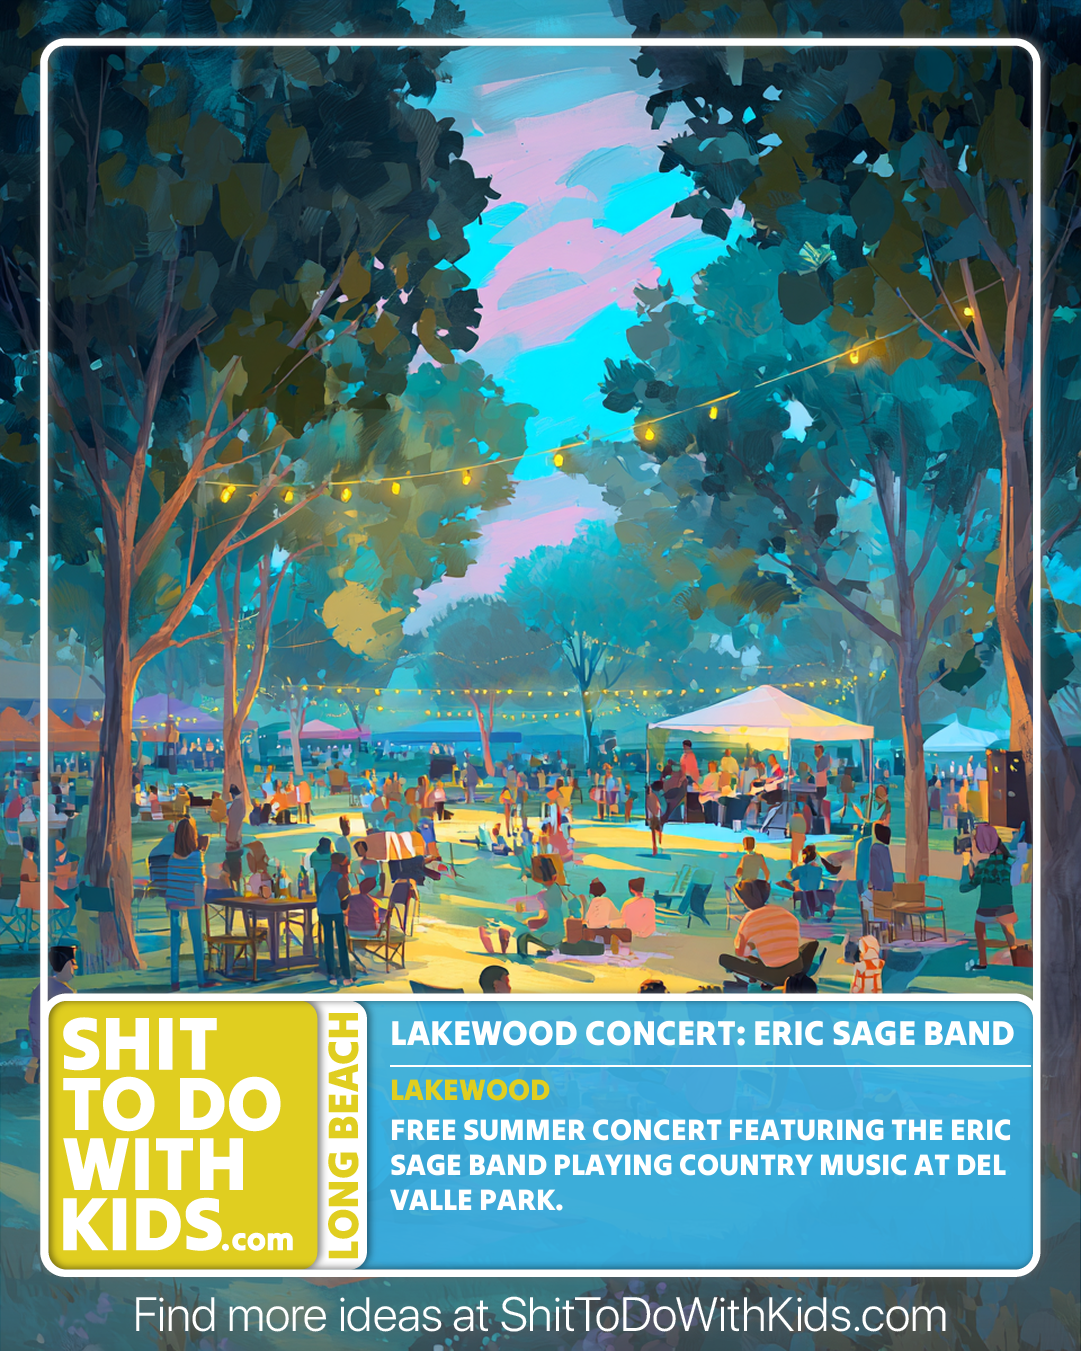 SHIT
TO DO
WITH
KIDS.com
LONG BEACH
LAKEWOOD CONCERT: ERIC SAGE BAND
LAKEWOOD
FREE SUMMER CONCERT FEATURING THE ERIC
SAGE BAND PLAYING COUNTRY MUSIC AT DEL
VALLE PARK.
Find more ideas at ShitToDoWithKids.com